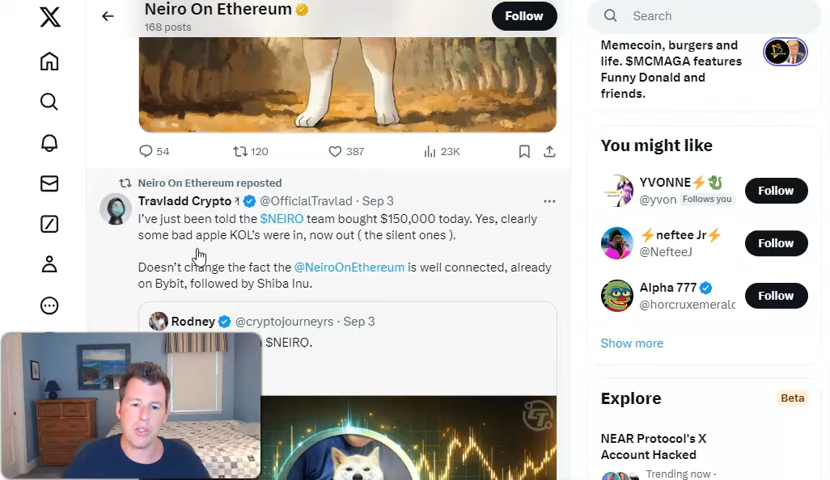 Neiro On Ethereum
168 posts
Follow
Search
Memecoin, burgers and
life. $MCMAGA features
Funny Donald and
friends.
54
120
387
23K
Neiro On Ethereum reposted
Travladd Crypto
@OfficialTravlad · Sep 3
I've just been told the $NEIRO team bought $150,000 today. Yes, clearly
some bad apple KOL's were in, now out ( the silent ones ).
Doesn't change the fact the @NeiroOnEthereum is well connected, already
on Bybit, followed by Shiba Inu.
Rodney @cryptojourneyrs · Sep 3
$NEIRO.
You might like
YVONNE
@yvon Follows you
Follow
neftee Jr
@NefteeJ
Follow
Alpha 777
@horcruxemeralc
Follow
Show more
Explore
Beta
NEAR Protocol's X
Account Hacked
Trending now ·